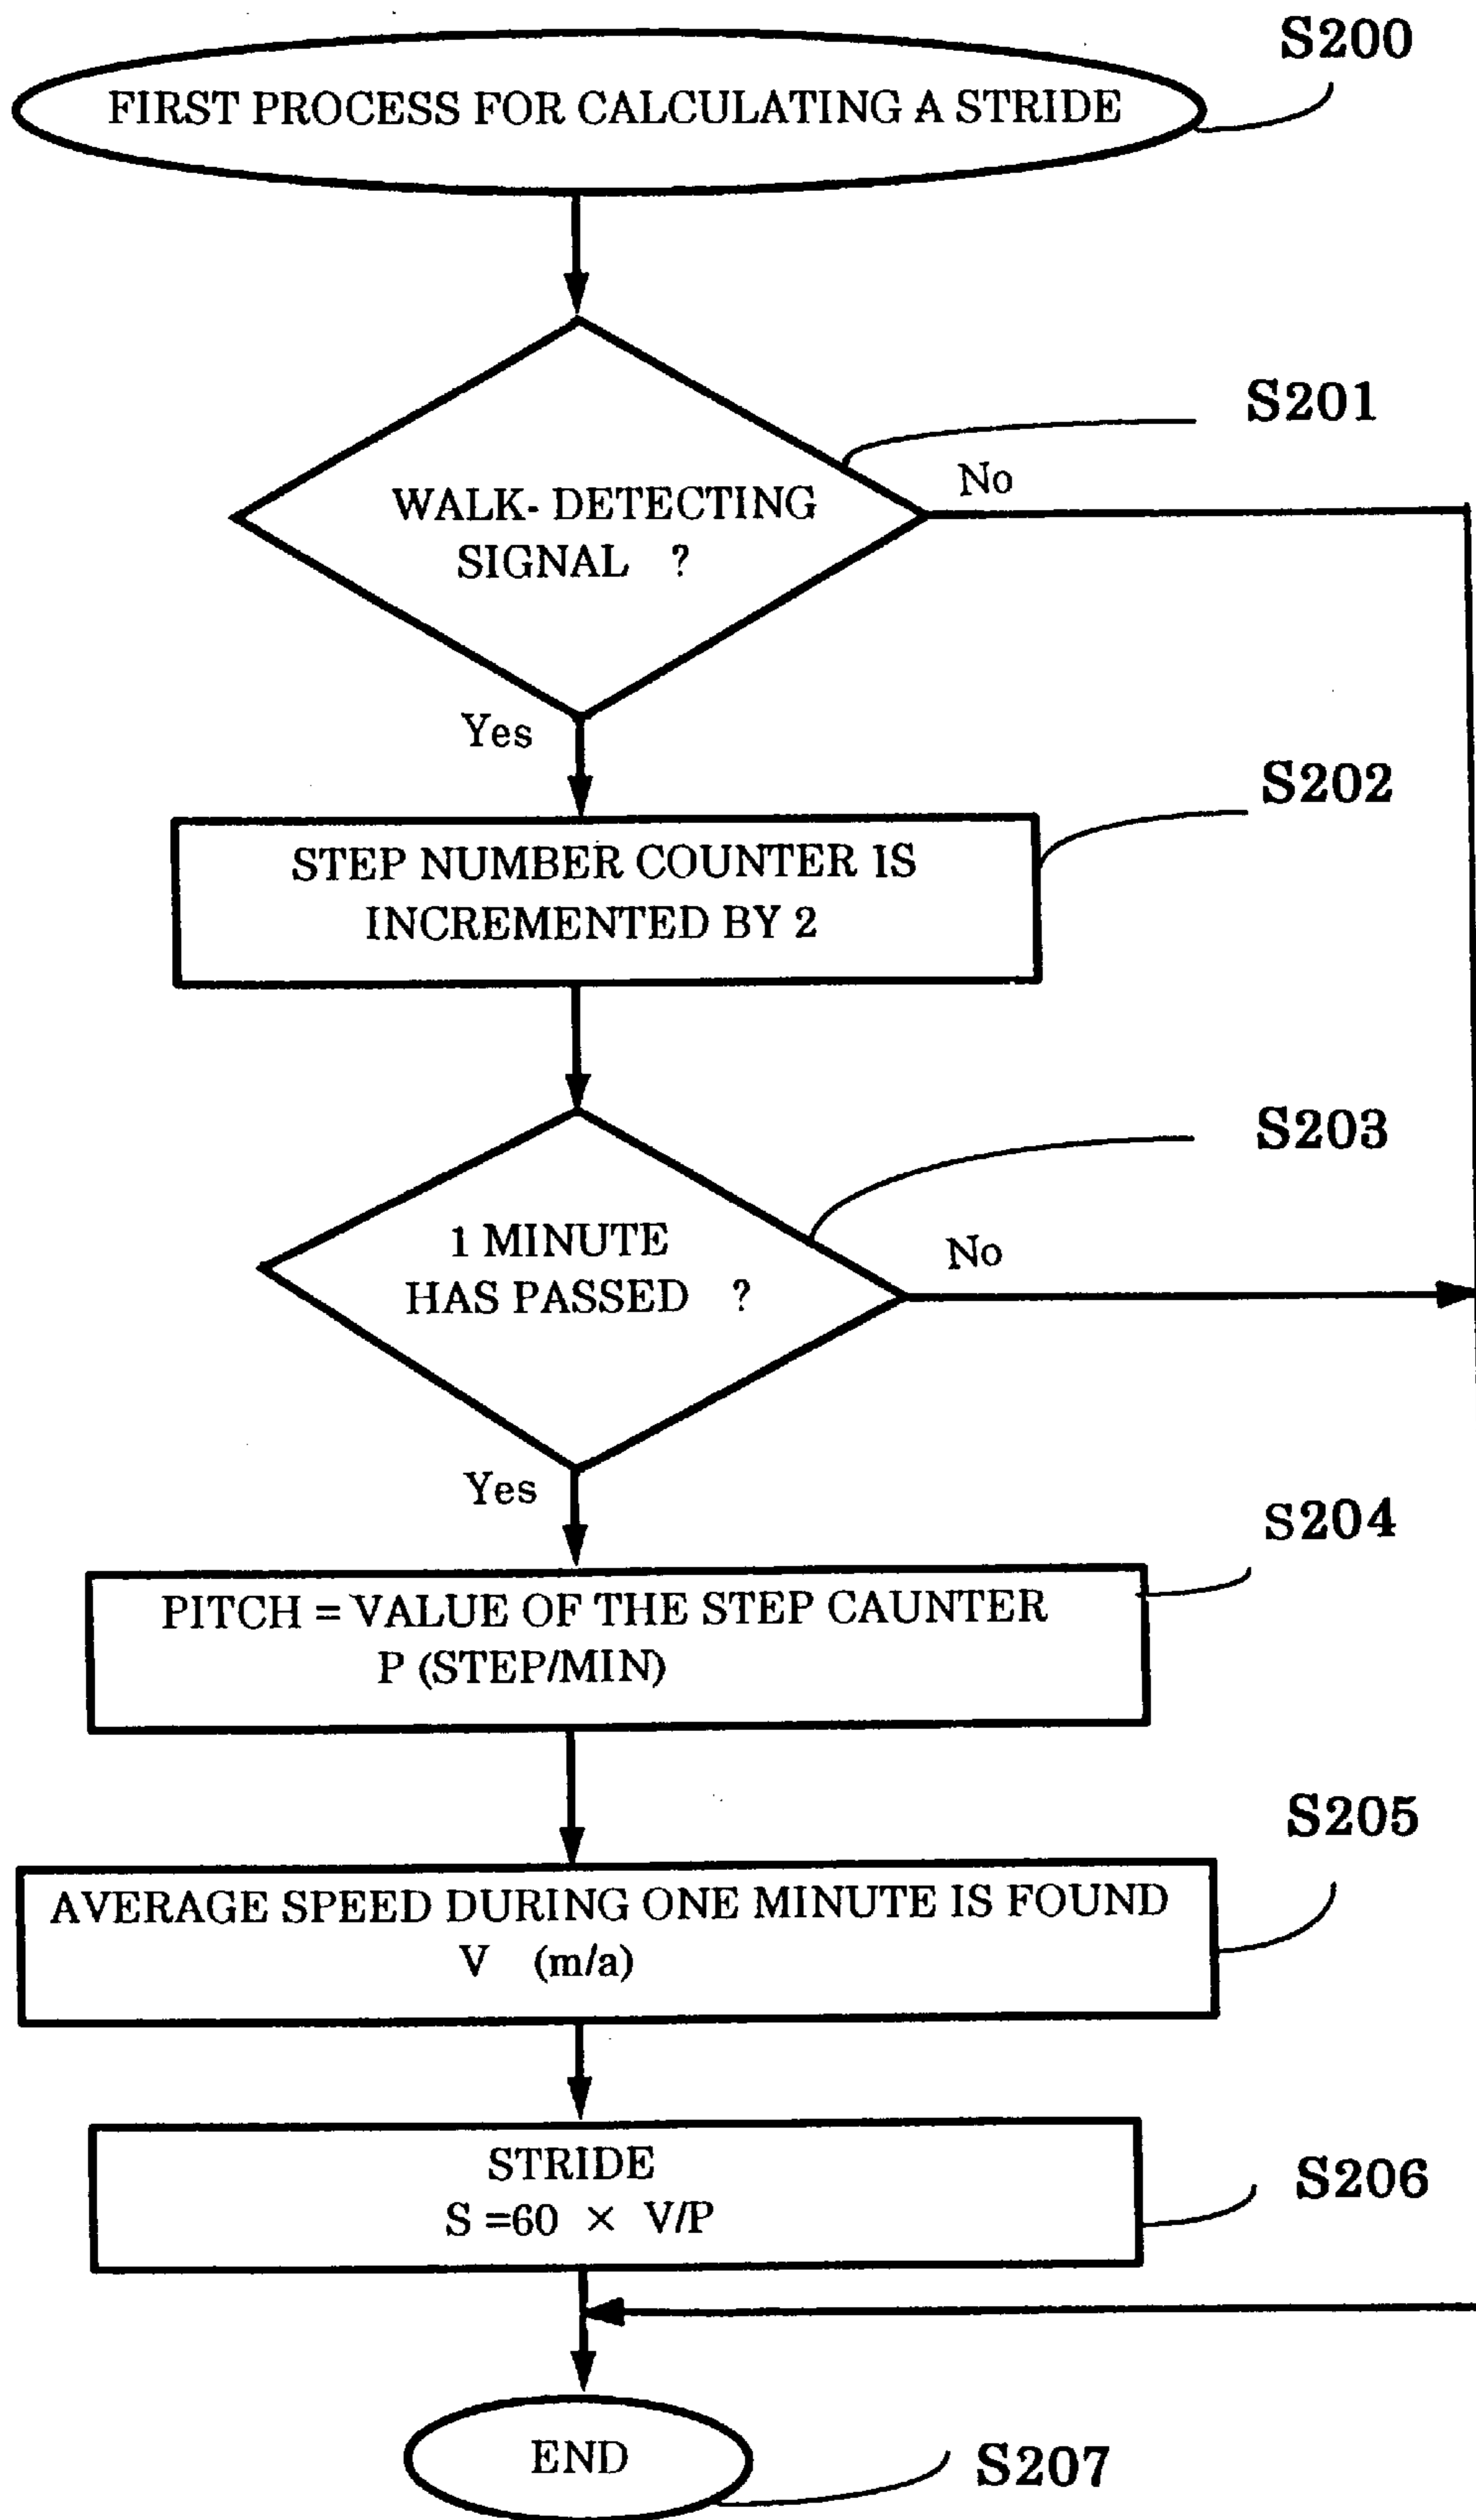 S200
FIRST PROCESS FOR CALCULATING A STRIDE
S201
No
WALK- DETECTING
SIGNAL ?
Yes
S202
STEP NUMBER COUNTER IS
INCREMENTED BY 2
S203
1 MINUTE
HAS PASSED ?
No
Yes
S204
PITCH = VALUE OF THE STEP CAUNTER
P (STEP/MIN)
S205
AVERAGE SPEED DURING ONE MINUTE IS FOUND
V (m/a)
STRIDE
S =60 × V/P
S206
END
S207